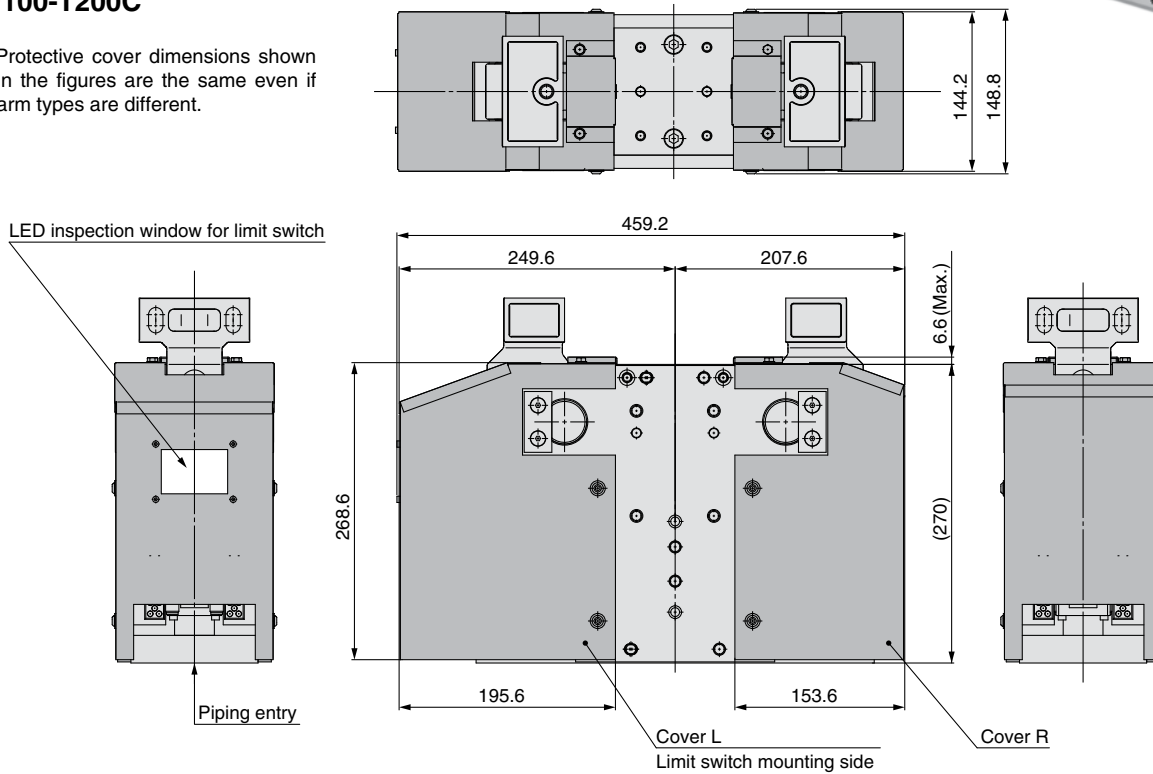 100-1200C
Protective cover dimensions shown
in the figures are the same even if
arm types are different.
144.2
148.8
LED inspection window for limit switch
459.2
249.6
207.6
6.6 (Max.)
268.6
(270)
195.6
153.6
Piping entry
Cover L
Limit switch mounting side
Cover R